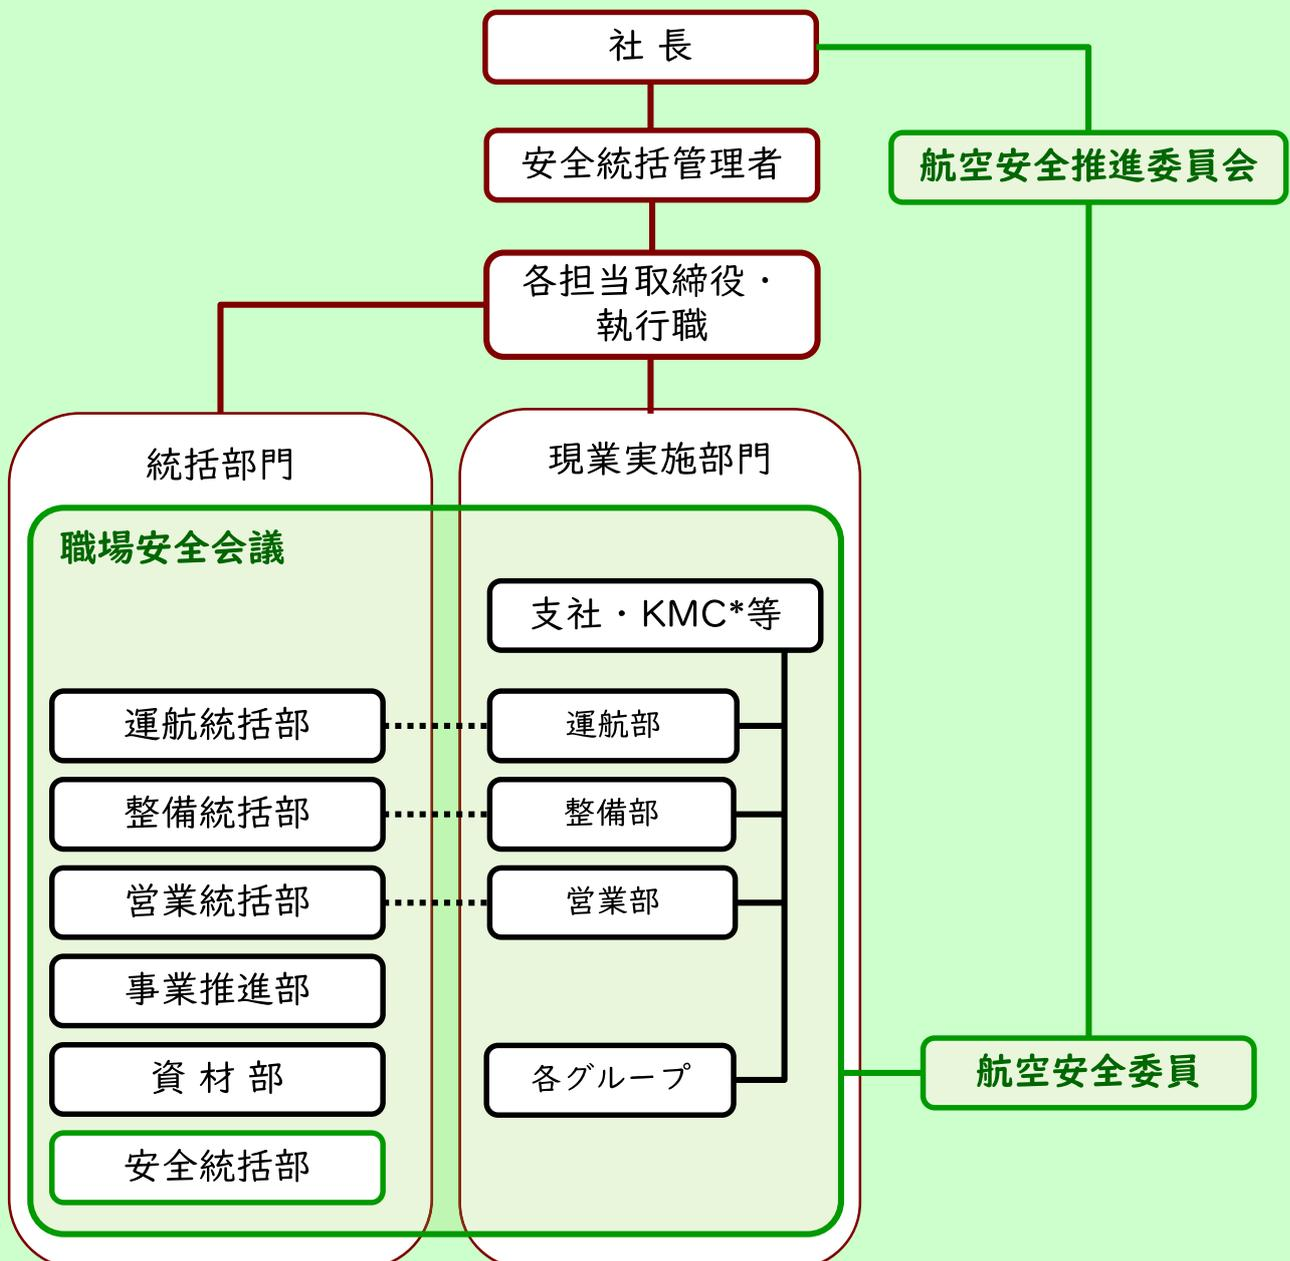 社 長
安全統括管理者
航空安全推進委員会
各担当取締役・
執行職
統括部門
現業実施部門
職場安全会議
支社・KMC*等
運航統括部
運航部
整備統括部
整備部
営業統括部
営業部
事業推進部
資 材 部
各グループ
航空安全委員
安全統括部